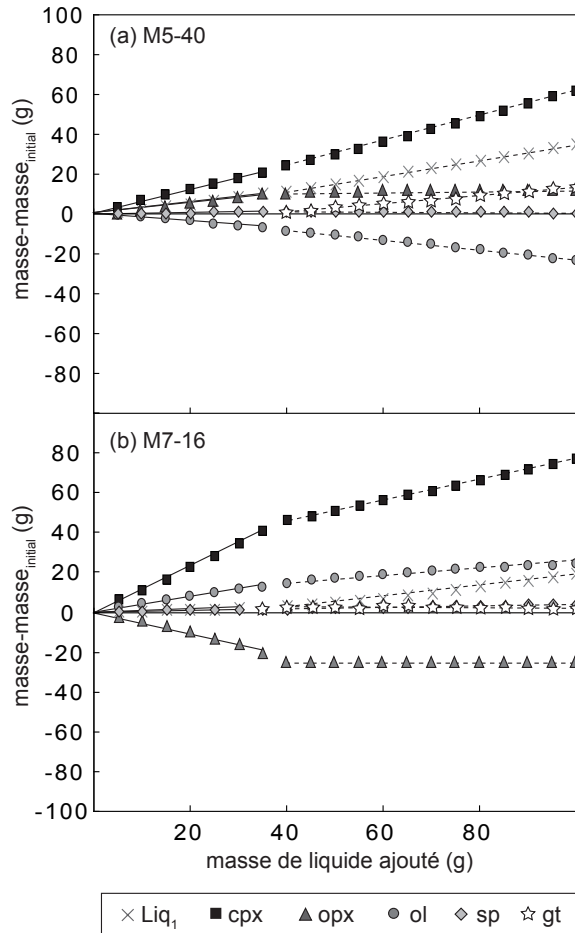 100
(a) M5-40
80
60
40
20
0
-20
-40
-60
-80
masse-masse_initial (g)
(b) M7-16
80
60
40
20
0
-20
-40
-60
-80
-100
masse-masse_initial (g)
20 40 60 80
masse de liquide ajouté (g)
Liq₁ cpx opx ol sp gt